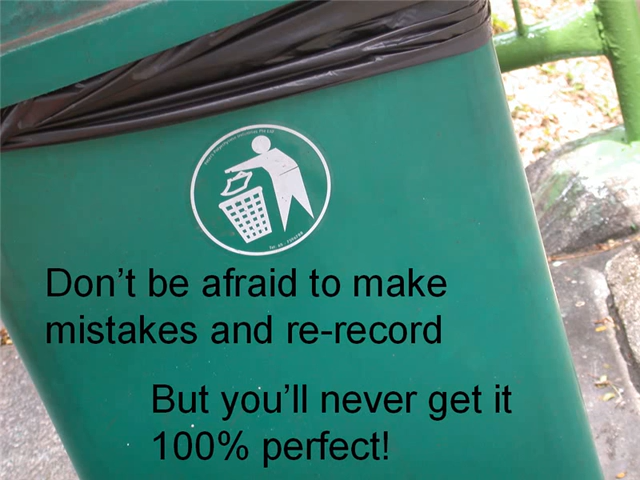 Don't be afraid to make
mistakes and re-record
But you'll never get it
100% perfect!